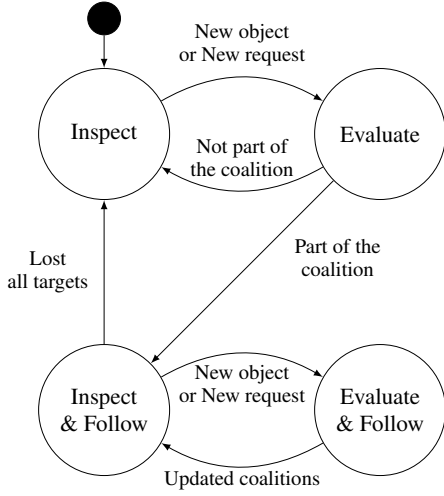 New object
or New request
Inspect
Evaluate
Not part of
the coalition
Part of the
coalition
Lost
all targets
New object
or New request
Inspect
& Follow
Evaluate
& Follow
Updated coalitions